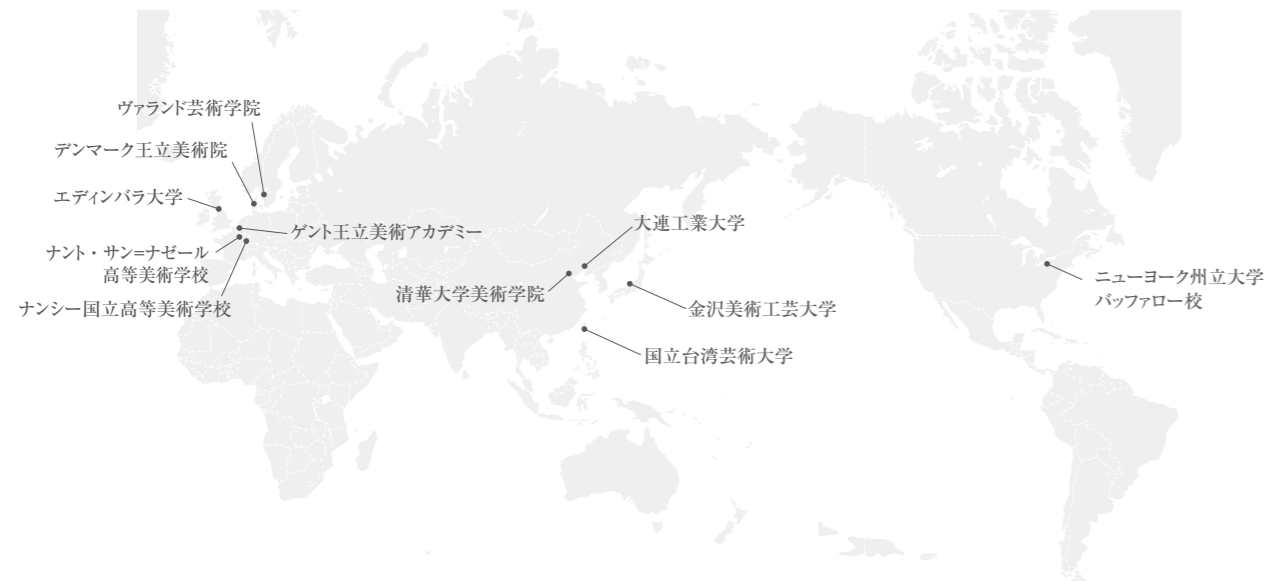 ヴァランド芸術学院
デンマーク王立美術院
エディンバラ大学
ゲント王立美術アカデミー
ナント・サン=ナゼール
高等美術学校
ナンシー国立高等美術学校
大連工業大学
清華大学美術学院
金沢美術工芸大学
国立台湾芸術大学
ニューヨーク州立大学
バッファロー校